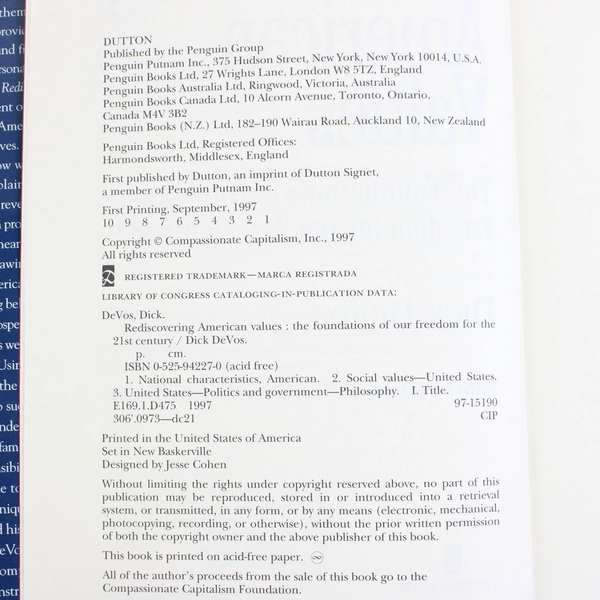 DUTTON
Published by the Penguin Group
Penguin Putnam Inc., 375 Hudson Street, New York, New York 10014, U.S.A.
Penguin Books Ltd, 27 Wrights Lane, London W8 5TZ, England
Penguin Books Australia Ltd, Ringwood, Victoria, Australia
Penguin Books Canada Ltd, 10 Alcorn Avenue, Toronto, Ontario,
Canada M4V 3B2
Penguin Books (N.Z.) Ltd, 182–190 Wairau Road, Auckland 10, New Zealand
Penguin Books Ltd, Registered Offices:
Harmondsworth, Middlesex, England
First published by Dutton, an imprint of Dutton Signet,
a member of Penguin Putnam Inc.
First Printing, September, 1997
10 9 8 7 6 5 4 3 2 1
Copyright © Compassionate Capitalism, Inc., 1997
All rights reserved
REGISTERED TRADEMARK—MARCA REGISTRADA
LIBRARY OF CONGRESS CATALOGING-IN-PUBLICATION DATA:
DeVos, Dick.
Rediscovering American values : the foundations of our freedom for the
21st century / Dick DeVos.
p. cm.
ISBN 0-525-94227-0 (acid free)
1. National characteristics, American. 2. Social values—United States.
3. United States—Politics and government—Philosophy. I. Title.
E169.1.D475 1997 97-15190
306'.0973—dc21 CIP
Printed in the United States of America
Set in New Baskerville
Designed by Jesse Cohen
Without limiting the rights under copyright reserved above, no part of this
publication may be reproduced, stored in or introduced into a retrieval
system, or transmitted, in any form, or by any means (electronic, mechanical,
photocopying, recording, or otherwise), without the prior written permission
of both the copyright owner and the above publisher of this book.
This book is printed on acid-free paper. ♾
All of the author's proceeds from the sale of this book go to the
Compassionate Capitalism Foundation.